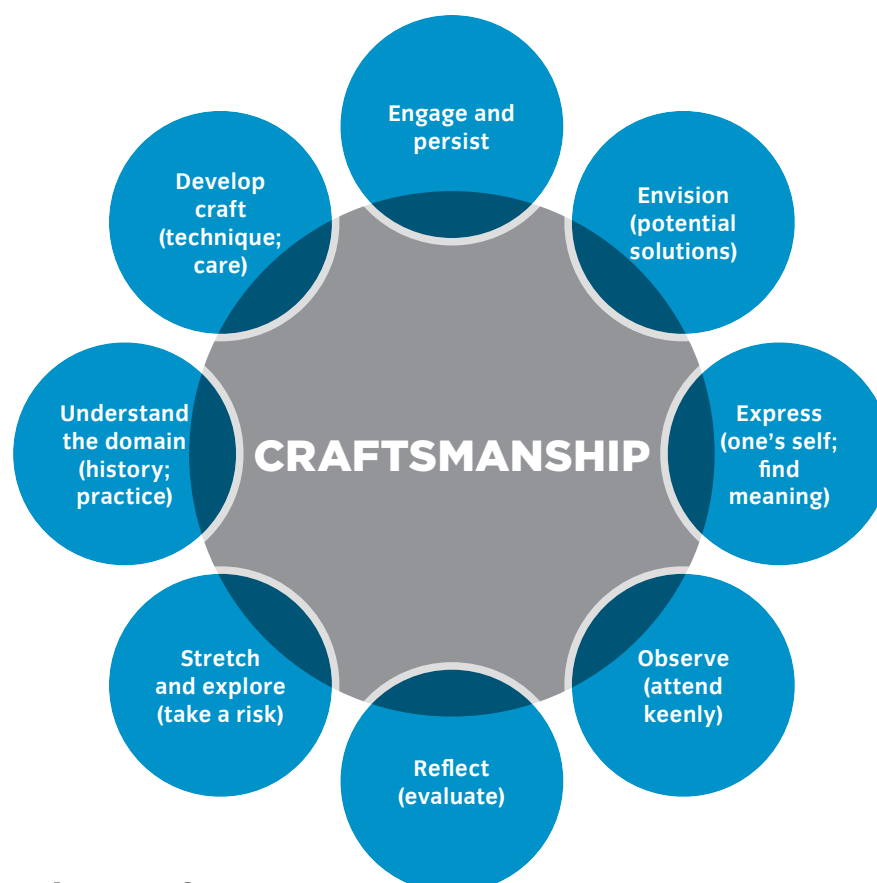 Engage and
persist
Envision
(potential
solutions)
Express
(one's self;
find
meaning)
Observe
(attend
keenly)
Reflect
(evaluate)
Stretch
and explore
(take a risk)
Understand
the domain
(history;
practice)
Develop
craft
(technique;
care)
CRAFTSMANSHIP